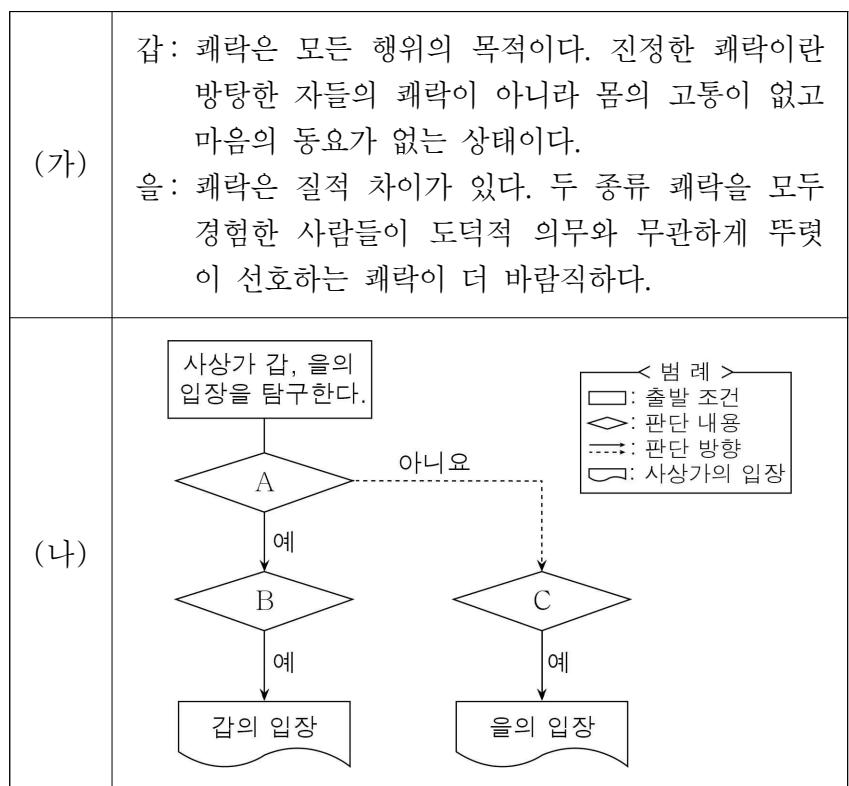 (가)
갑: 쾌락은 모든 행위의 목적이다. 진정한 쾌락이란
방탕한 자들의 쾌락이 아니라 몸의 고통이 없고
마음의 동요가 없는 상태이다.
을: 쾌락은 질적 차이가 있다. 두 종류 쾌락을 모두
경험한 사람들이 도덕적 의무와 무관하게 뚜렷
이 선호하는 쾌락이 더 바람직하다.
(나)
사상가 갑, 을의
입장을 탐구한다.
< 범 례 >
: 출발 조건
: 판단 내용
: 판단 방향
: 사상가의 입장
A
아니요
예
B
C
예
예
갑의 입장
을의 입장